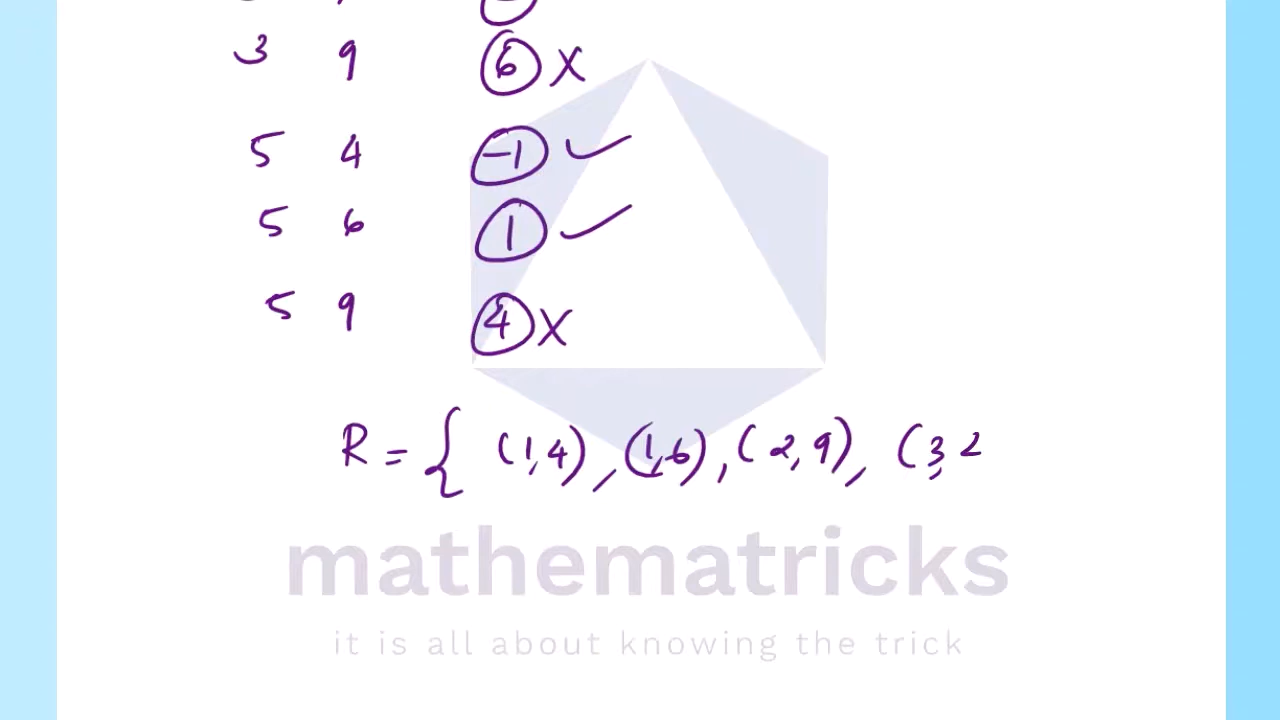 3 9 6 X
5 4 -1 ✓
5 6 1 ✓
5 9 4 X
R = { (1,4), (1,6), (2,9), (3,
mathematricks
it is all about knowing the trick